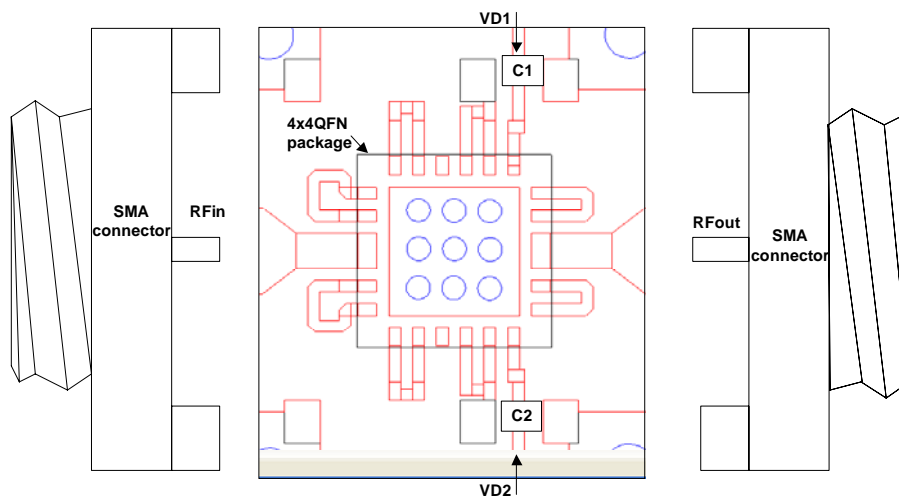 VD1
C1
4x4QFN
package
SMA
connector
RFin
RFout
SMA
connector
C2
VD2